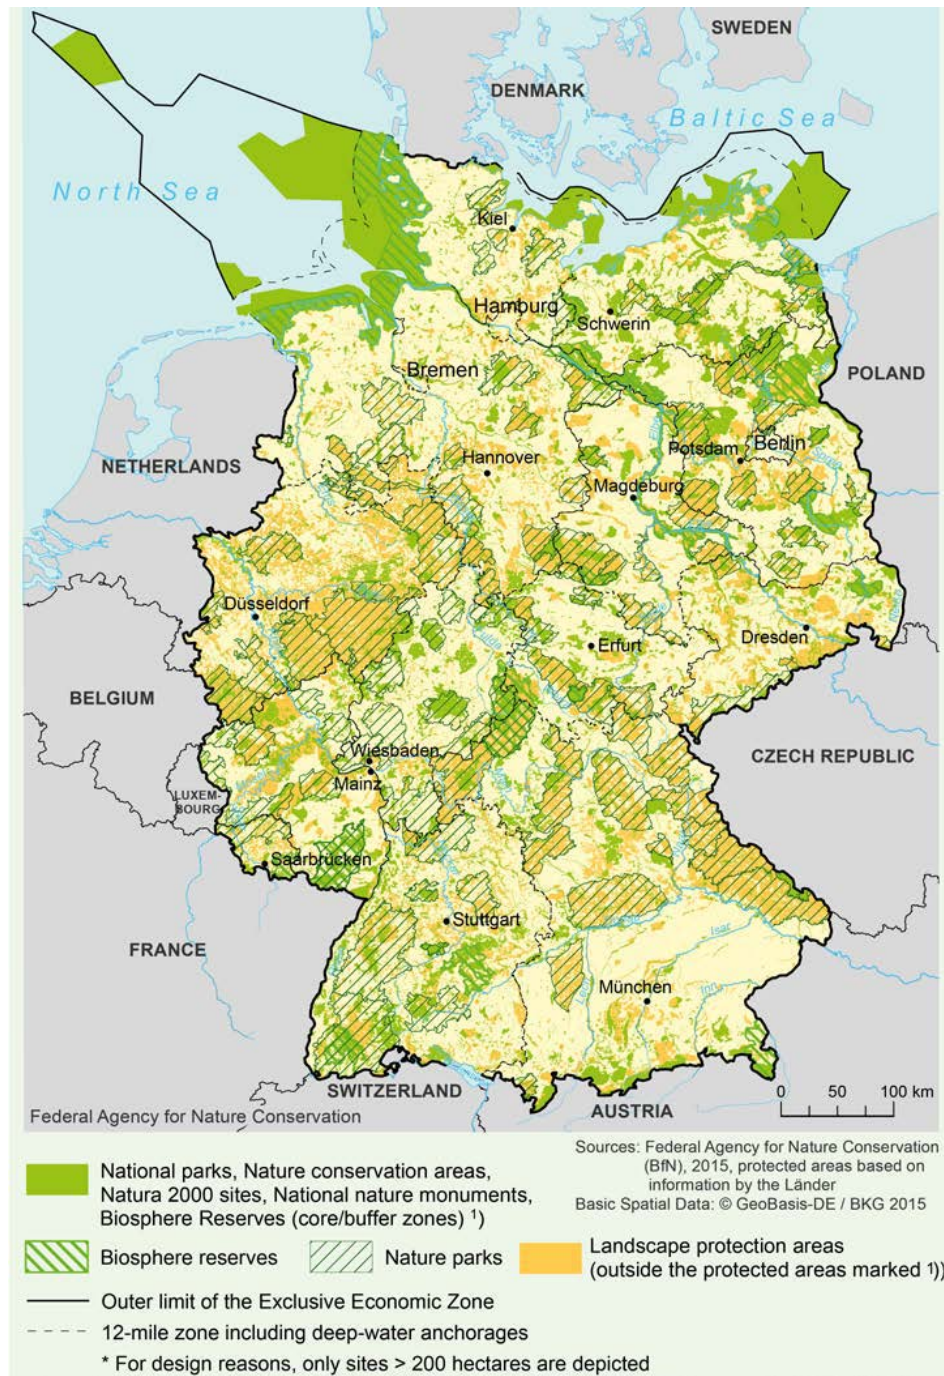 SWEDEN
DENMARK
Baltic Sea
North Sea
Kiel
Hamburg
Schwerin
Bremen
POLAND
Potsdam
Berlin
Hannover
NETHERLANDS
Magdeburg
Düsseldorf
Erfurt
Dresden
BELGIUM
Wiesbaden
CZECH REPUBLIC
Mainz
LUXEM-
BOURG
Saarbrücken
Stuttgart
FRANCE
Isar
München
Lech
Inn
SWITZERLAND
0 50 100 km
AUSTRIA
Federal Agency for Nature Conservation
Sources: Federal Agency for Nature Conservation
(BfN), 2015, protected areas based on
information by the Länder
Basic Spatial Data: © GeoBasis-DE / BKG 2015
National parks, Nature conservation areas,
Natura 2000 sites, National nature monuments,
Biosphere Reserves (core/buffer zones) ¹)
Biosphere reserves
Nature parks
Landscape protection areas
(outside the protected areas marked ¹))
Outer limit of the Exclusive Economic Zone
12-mile zone including deep-water anchorages
* For design reasons, only sites > 200 hectares are depicted